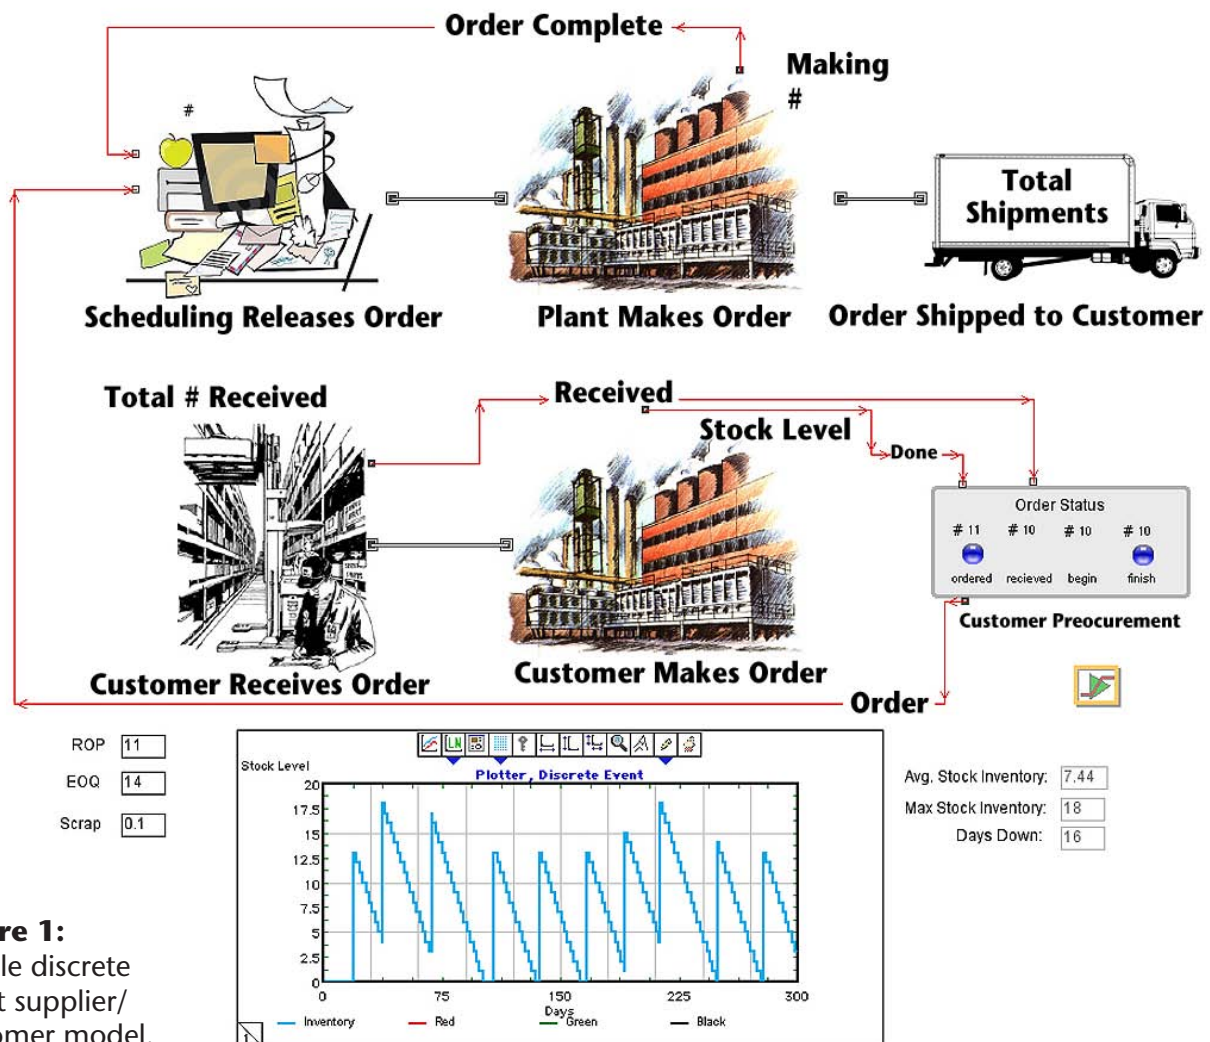 Order Complete
Making
#
#
Total
Shipments
Scheduling Releases Order
Plant Makes Order
Order Shipped to Customer
Total # Received
Received
Stock Level
Done
Order Status
# 11 # 10 # 10 # 10
ordered recieved begin finish
Customer Preocurement
Customer Receives Order
Customer Makes Order
Order
ROP 11
EOQ 14
Scrap 0.1
LN
Stock Level
Plotter, Discrete Event
20
17.5
15
12.5
10
7.5
5
2.5
0
0 75 150 225 300
Days
Inventory Red Green Black
1
Avg. Stock Inventory: 7.44
Max Stock Inventory: 18
Days Down: 16
re 1:
le discrete
t supplier/
omer model.